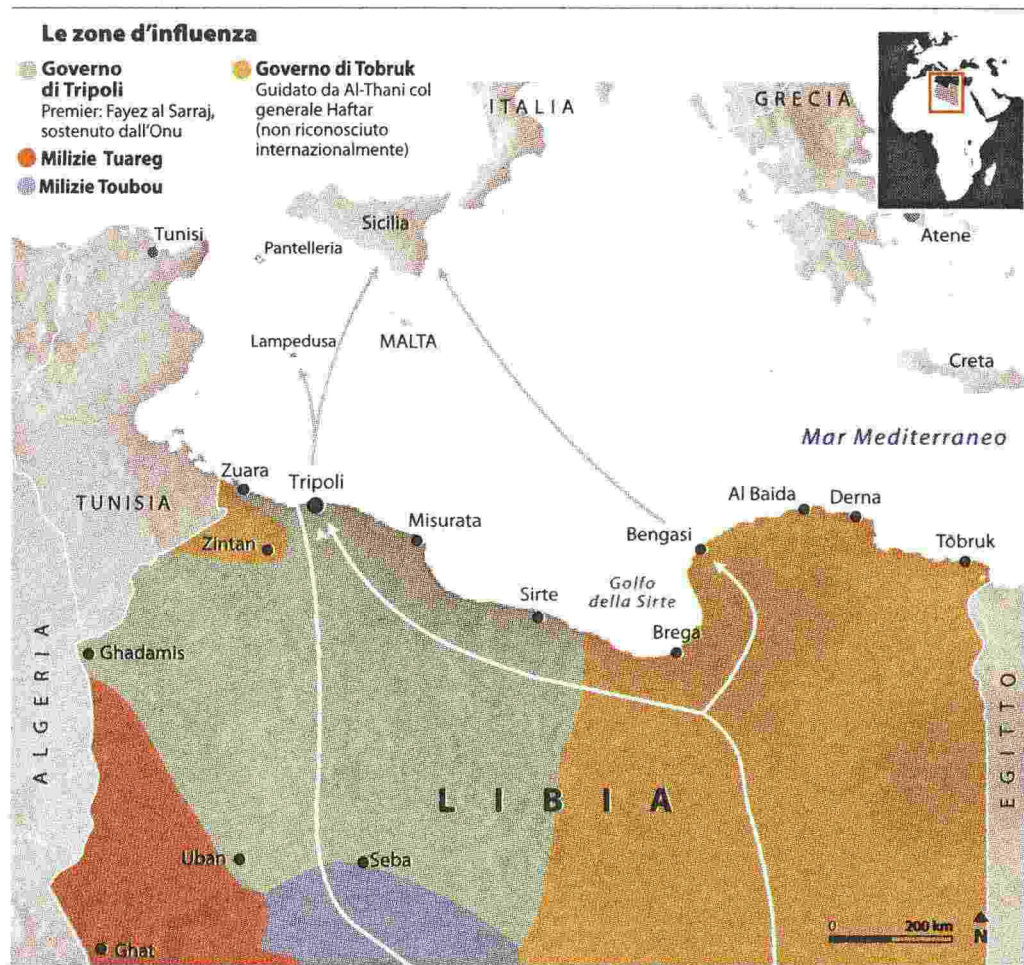 Le zone d'influenza
Governo
di Tripoli
Premier: Fayez al Sarraj,
sostenuto dall'Onu
Milizie Tuareg
Milizie Toubou
Governo di Tobruk
Guidato da Al-Thani col
generale Haftar
(non riconosciuto
internazionalmente)
ITALIA
GRECIA
Sicilia
Tunisi
Pantelleria
Atene
Lampedusa
MALTA
Creta
Mar Mediterraneo
Zuara
Tripoli
TUNISIA
Misurata
Al Baida
Derna
Bengasi
Zintan
Tōbruk
Sirte
Golfo
della Sirte
Brega
Ghadamis
ALGERIA
EGITTO
LIBIA
Uban
Seba
0
200 km
N
Ghat